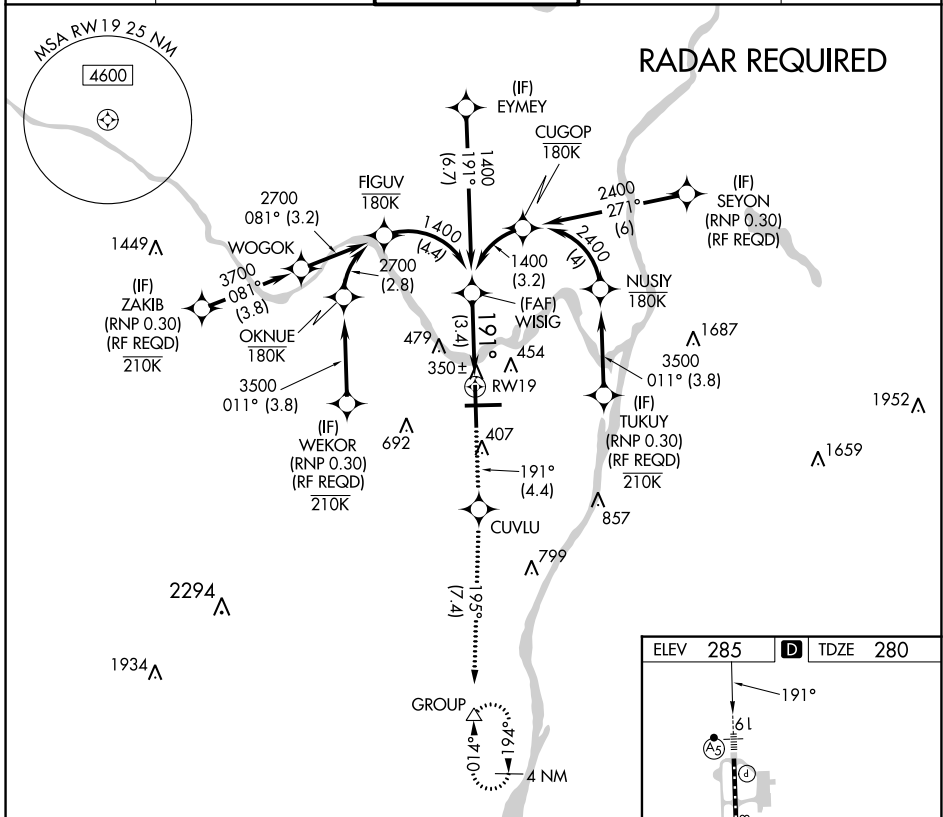 MSA RW19 25 NM
4600
RADAR REQUIRED
(IF)
EYMEY
1400
191°
(6.7)
CUGOP
180K
2400
271°
(6)
(IF)
SEYON
(RNP 0.30)
(RF REQD)
FIGUV
180K
2700
081° (3.2)
1400
(4.4)
1400
(3.2)
2400
(4)
1449
WOGOK
3700
081°
(3.8)
2700
(2.8)
(IF)
ZAKIB
(RNP 0.30)
(RF REQD)
210K
OKNUE
180K
NUSIY
180K
(FAF)
WISIG
191°
(3.4)
479
350±
454
RW19
1687
3500
011° (3.8)
3500
011° (3.8)
(IF)
WEKOR
(RNP 0.30)
(RF REQD)
210K
692
407
(IF)
TUKUY
(RNP 0.30)
(RF REQD)
210K
1952
1659
191°
(4.4)
CUVLU
857
799
195°
(7.4)
2294
1934
GROUP
014°
194°
4 NM
ELEV 285
D
TDZE 280
191°
19
A5
P